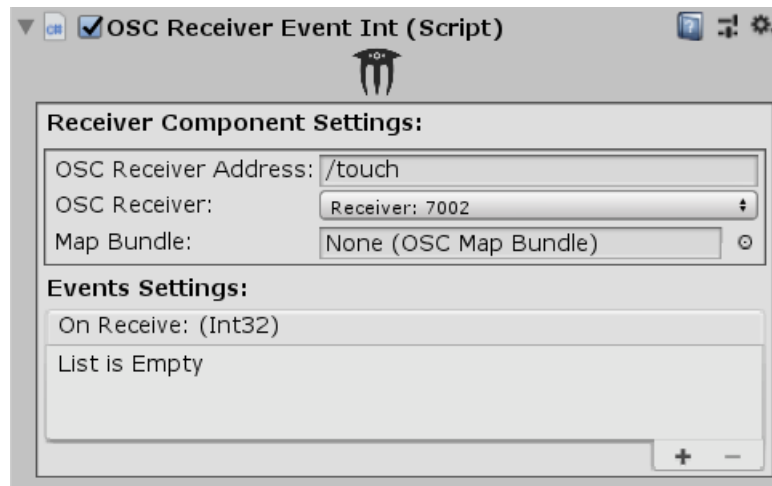 OSC Receiver Event Int (Script)
Receiver Component Settings:
OSC Receiver Address: /touch
OSC Receiver: Receiver: 7002
Map Bundle: None (OSC Map Bundle)
Events Settings:
On Receive: (Int32)
List is Empty